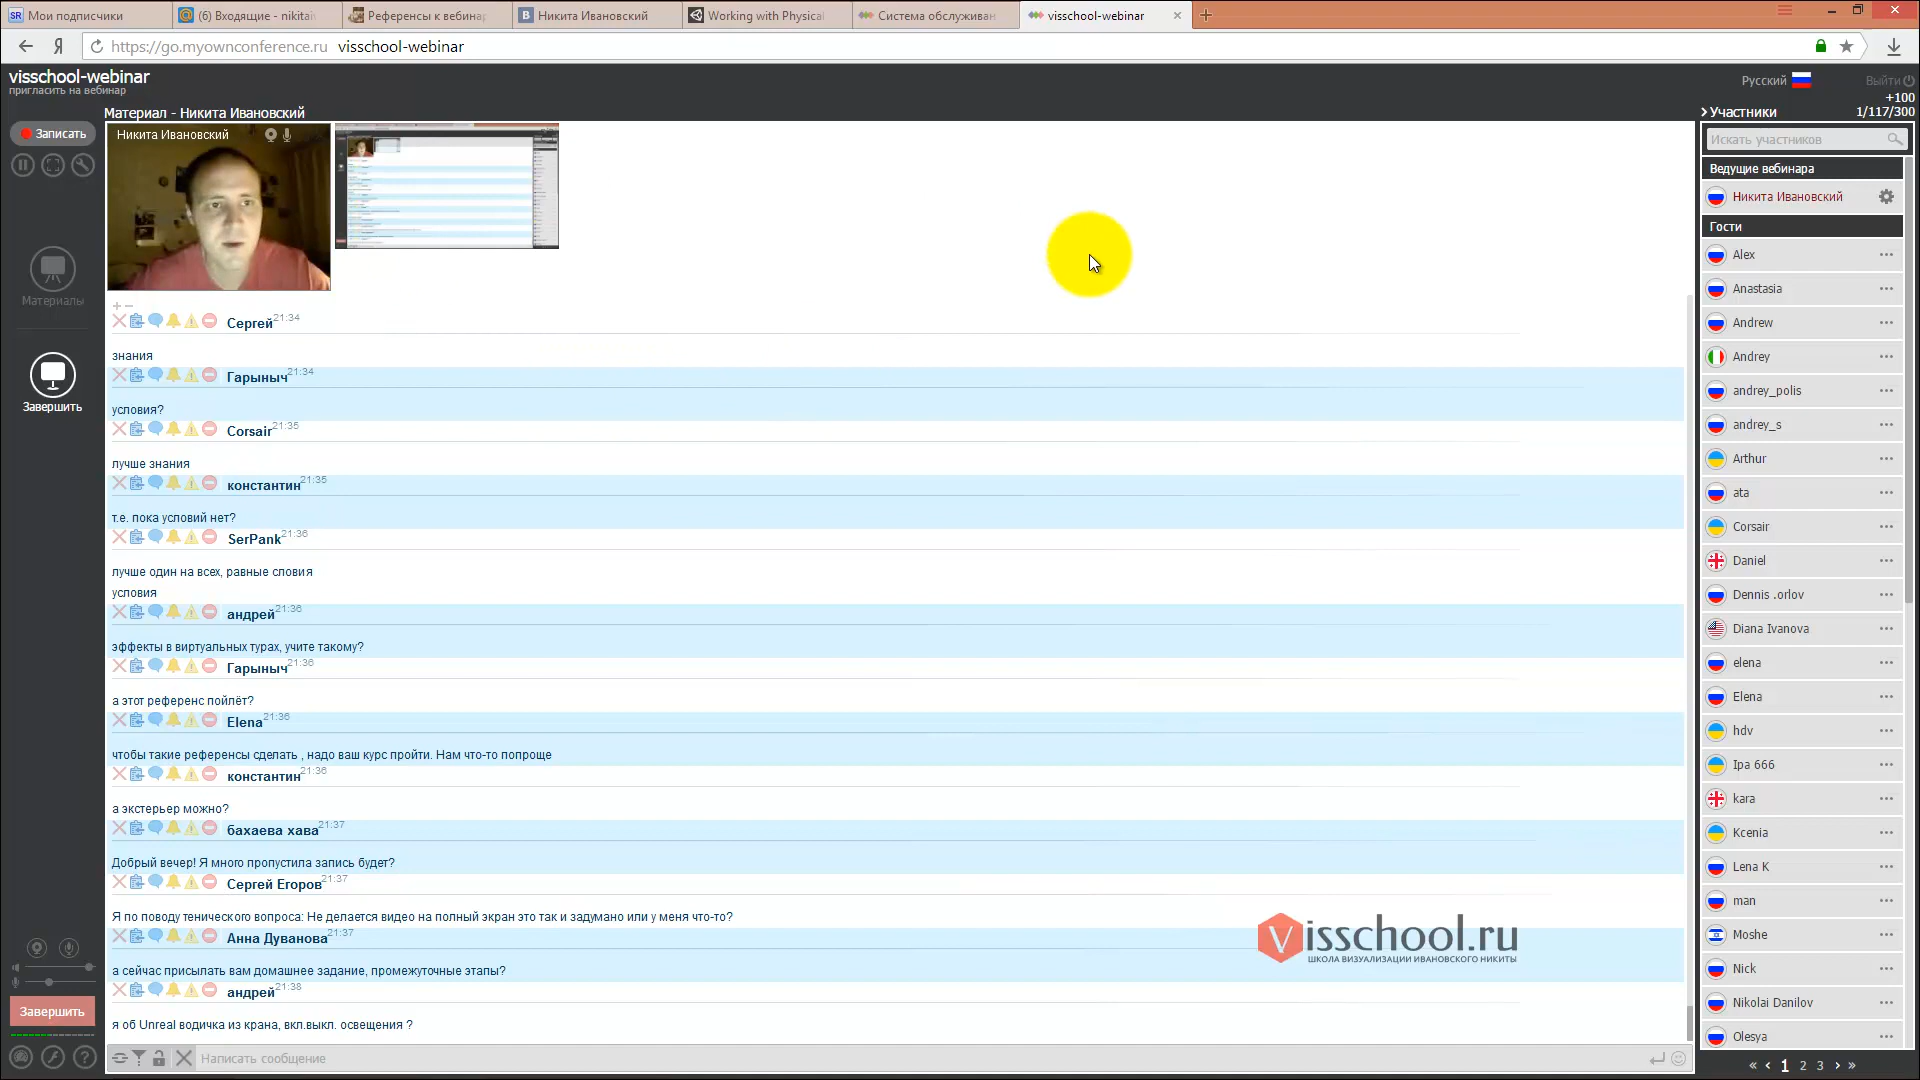 Мои подписчики
(6) Входящие - nikitai
Референсы к вебинар
Никита Ивановский
Working with Physical
Система обслуживан
visschool-webinar
https://go.myownconference.ru visschool-webinar
visschool-webinar
пригласить на вебинар
Русский
Выйти
+100
Материал - Никита Ивановский
Участники
1/117/300
Записать
Никита Ивановский
Искать участников
Ведущие вебинара
Никита Ивановский
Гости
Материалы
Завершить
Сергей 21:34
знания
Гарыныч 21:34
условия?
Corsair 21:35
лучше знания
константин 21:35
т.е. пока условий нет?
SerPank 21:36
лучше один на всех, равные словия
условия
андрей 21:36
эффекты в виртуальных турах, учите такому?
Гарыныч 21:36
а этот референс пойлёт?
Elena 21:36
чтобы такие референсы сделать , надо ваш курс пройти. Нам что-то попроще
константин 21:36
а экстерьер можно?
бахаева хава 21:37
Добрый вечер! Я много пропустила запись будет?
Сергей Егоров 21:37
Я по поводу тенического вопроса: Не делается видео на полный экран это так и задумано или у меня что-то?
Анна Дуванова 21:37
а сейчас присылать вам домашнее задание, промежуточные этапы?
андрей 21:38
я об Unreal водичка из крана, вкл.выкл. освещения ?
Visschool.ru
ШКОЛА ВИЗУАЛИЗАЦИИ ИВАНОВСКОГО НИКИТЫ
Завершить
Написать сообщение
Alex
Anastasia
Andrew
Andrey
andrey_polis
andrey_s
Arthur
ata
Corsair
Daniel
Dennis .orlov
Diana Ivanova
elena
Elena
hdv
Ipa 666
kara
Kcenia
Lena K
man
Moshe
Nick
Nikolai Danilov
Olesya
« ‹ 1 2 3 › »